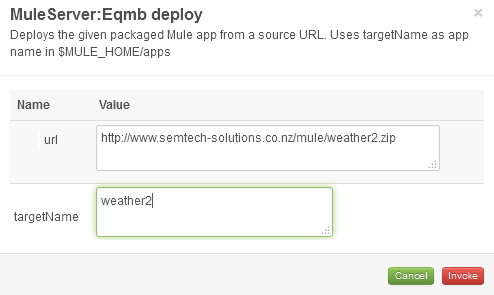 MuleServer:Eqmb deploy
×
Deploys the given packaged Mule app from a source URL. Uses targetName as app
name in $MULE_HOME/apps
Name Value
url http://www.semtech-solutions.co.nz/mule/weather2.zip
targetName weather2
Cancel Invoke